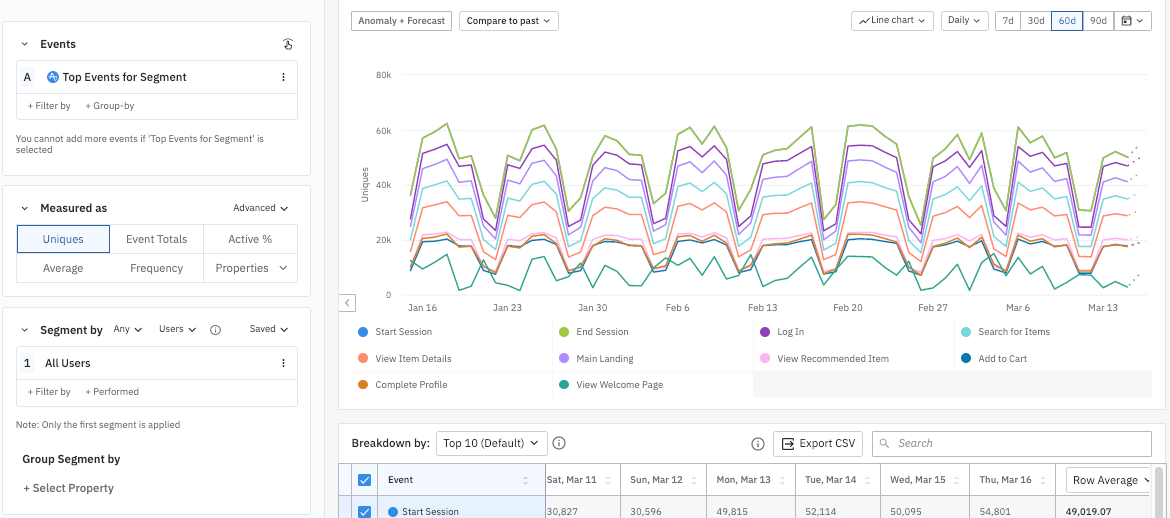 Events
A
Top Events for Segment
+ Filter by
+ Group-by
You cannot add more events if 'Top Events for Segment' is
selected
Measured as
Advanced
Uniques
Event Totals
Active %
Average
Frequency
Properties
Segment by
Any
Users
Saved
1
All Users
+ Filter by
+ Performed
Note: Only the first segment is applied
Group Segment by
+ Select Property
Anomaly + Forecast
Compare to past
Line chart
Daily
7d
30d
60d
90d
Uniques
80k
60k
40k
20k
0
Jan 16
Jan 23
Jan 30
Feb 6
Feb 13
Feb 20
Feb 27
Mar 6
Mar 13
Start Session
End Session
Log In
Search for Items
View Item Details
Main Landing
View Recommended Item
Add to Cart
Complete Profile
View Welcome Page
Breakdown by:
Top 10 (Default)
Export CSV
Search
Event
Sat, Mar 11
Sun, Mar 12
Mon, Mar 13
Tue, Mar 14
Wed, Mar 15
Thu, Mar 16
Row Average
Start Session
30,827
30,596
49,815
52,114
50,095
54,801
49,019.07